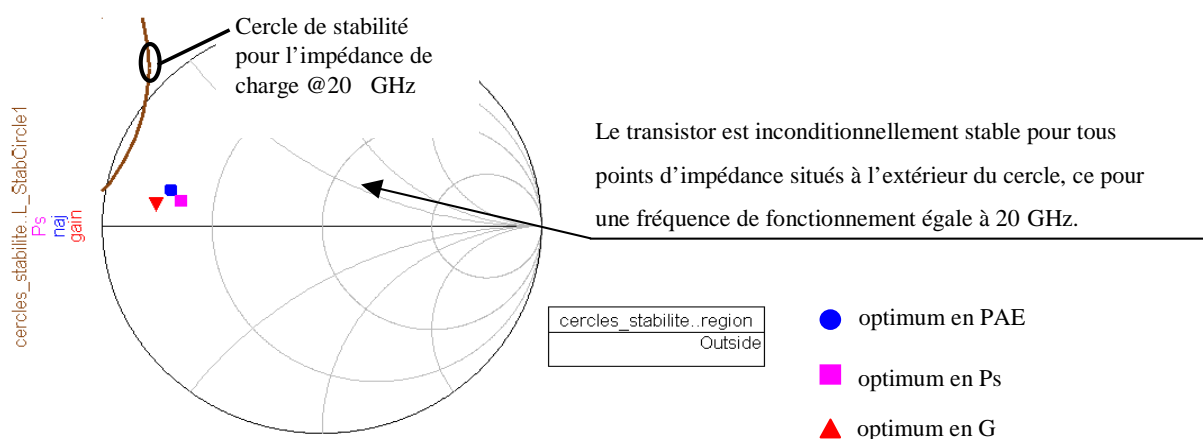 Cercle de stabilité
pour l’impédance de
charge @20 GHz
cercles_stabilite..L_StabCircle1
Ps
naj
gain
Le transistor est inconditionnellement stable pour tous
points d’impédance situés à l’extérieur du cercle, ce pour
une fréquence de fonctionnement égale à 20 GHz.
cercles_stabilite..region
Outside
optimum en PAE
optimum en Ps
optimum en G